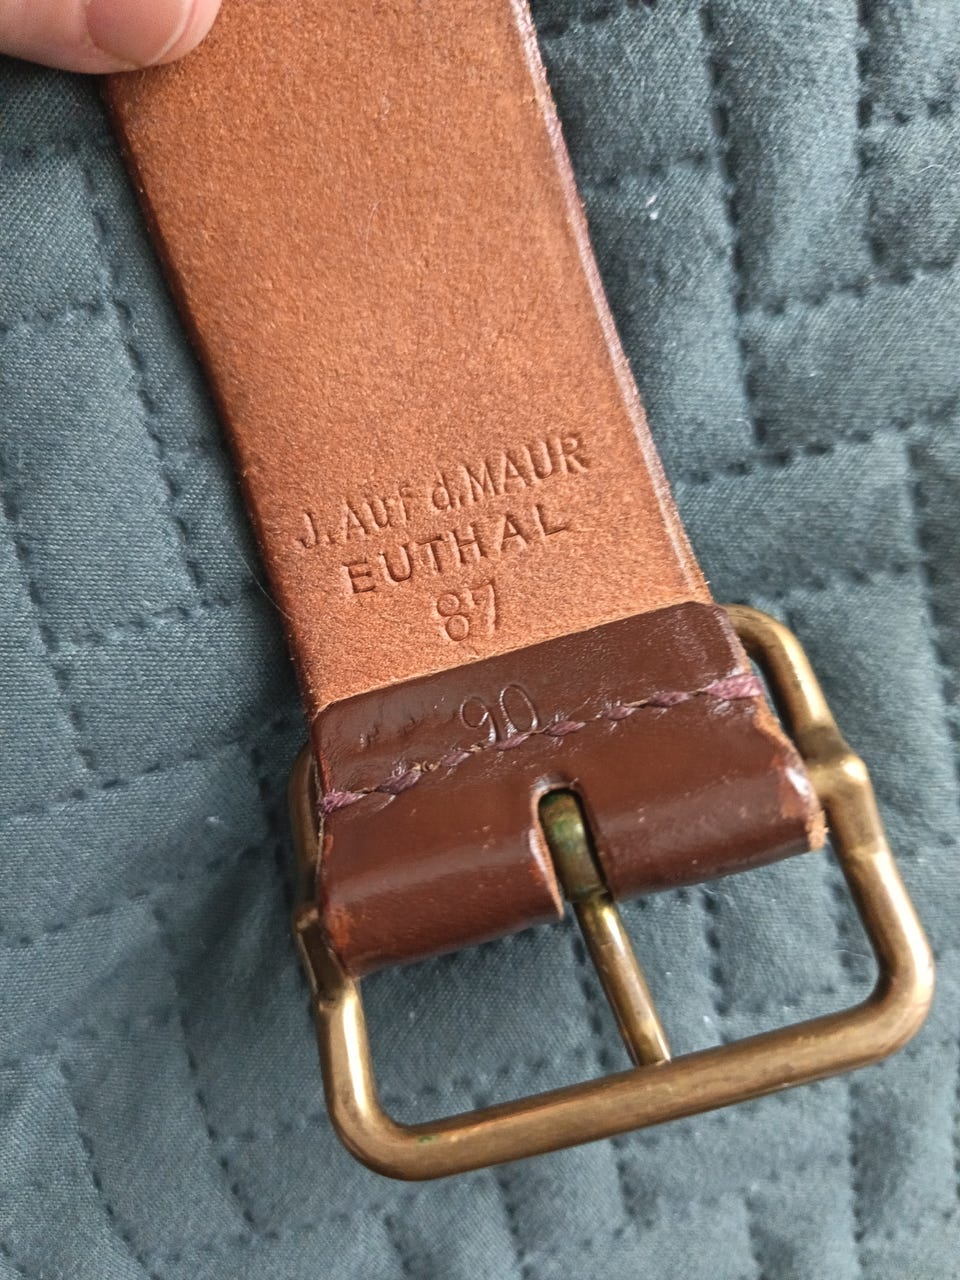 J. Auf d. MAUR
EUTHAL
87
90